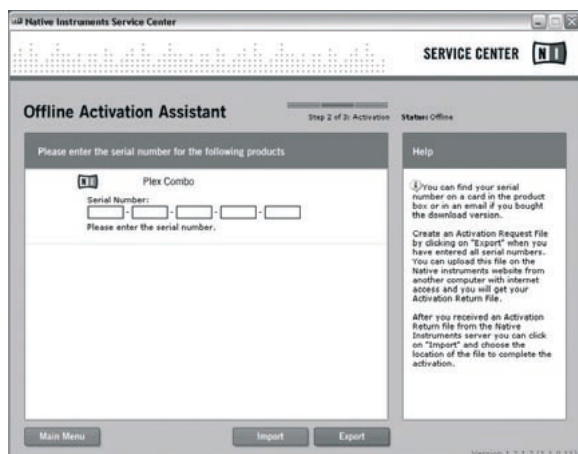 Native Instruments Service Center
SERVICE CENTER NI
Offline Activation Assistant
Step 2 of 3: Activation
Status: Offline
Please enter the serial number for the following products
Help
NI Plex Combo
Serial Number:
- - - -
Please enter the serial number.
You can find your serial
number on a card in the product
box or in an email if you bought
the download version.
Create an Activation Request File
by clicking on "Export" when you
have entered all serial numbers.
You can upload this file on the
Native instruments website from
another computer with internet
access and you will get your
Activation Return File.
After you received an Activation
Return file from the Native
Instruments server you can click
on "Import" and choose the
location of the file to complete the
activation.
Main Menu
Import
Export